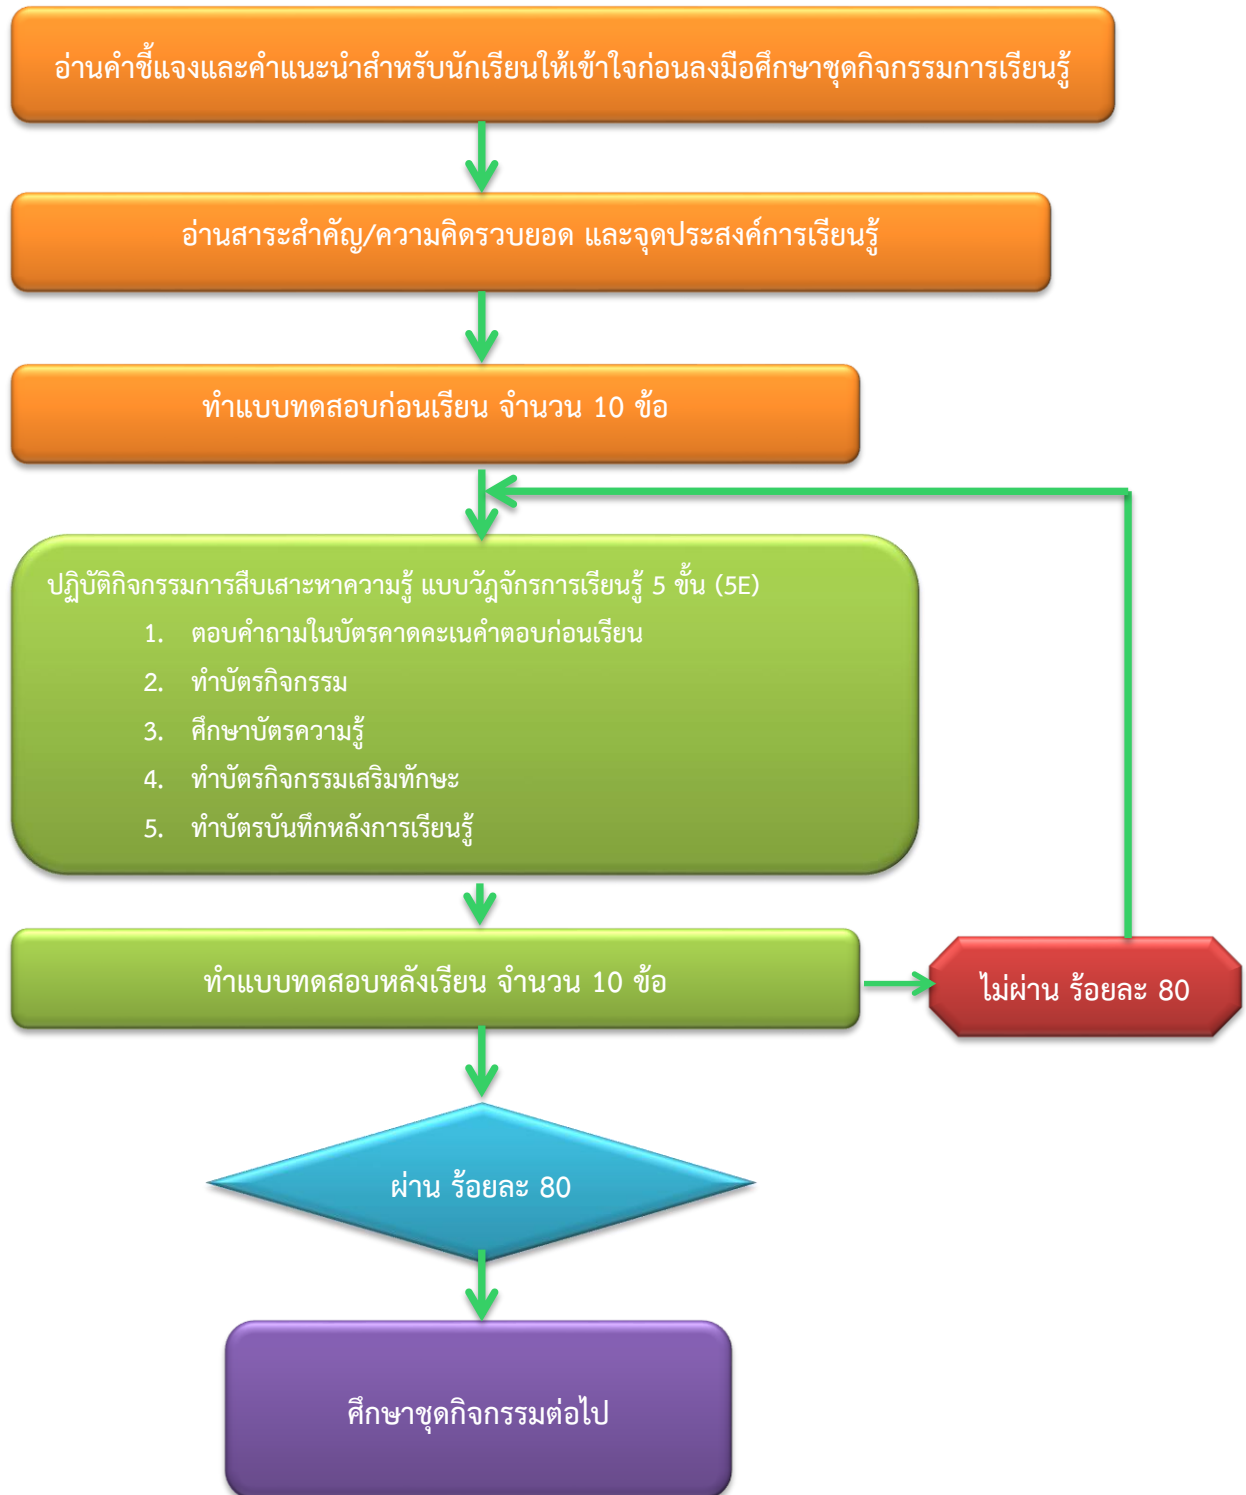 อ่านคำชี้แจงและคำแนะนำสำหรับนักเรียนให้เข้าใจก่อนลงมือศึกษาชุดกิจกรรมการเรียนรู้
อ่านสาระสำคัญ/ความคิดรวบยอด และจุดประสงค์การเรียนรู้
ทำแบบทดสอบก่อนเรียน จำนวน 10 ข้อ
ปฏิบัติกิจกรรมการสืบเสาะหาความรู้ แบบวัฎจักรการเรียนรู้ 5 ขั้น (5E)
1. ตอบคำถามในบัตรคาดคะเนคำตอบก่อนเรียน
2. ทำบัตรกิจกรรม
3. ศึกษาบัตรความรู้
4. ทำบัตรกิจกรรมเสริมทักษะ
5. ทำบัตรบันทึกหลังการเรียนรู้
ทำแบบทดสอบหลังเรียน จำนวน 10 ข้อ
ไม่ผ่าน ร้อยละ 80
ผ่าน ร้อยละ 80
ศึกษาชุดกิจกรรมต่อไป